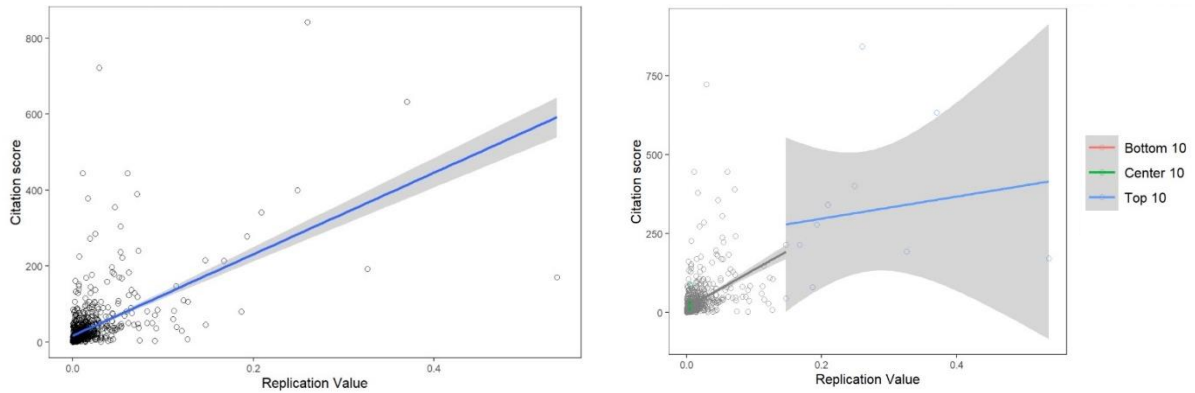 800
600
400
200
0
Citation score
0.0
0.2
0.4
Replication Value
750
500
250
0
Citation score
0.0
0.2
0.4
Replication Value
Bottom 10
Center 10
Top 10